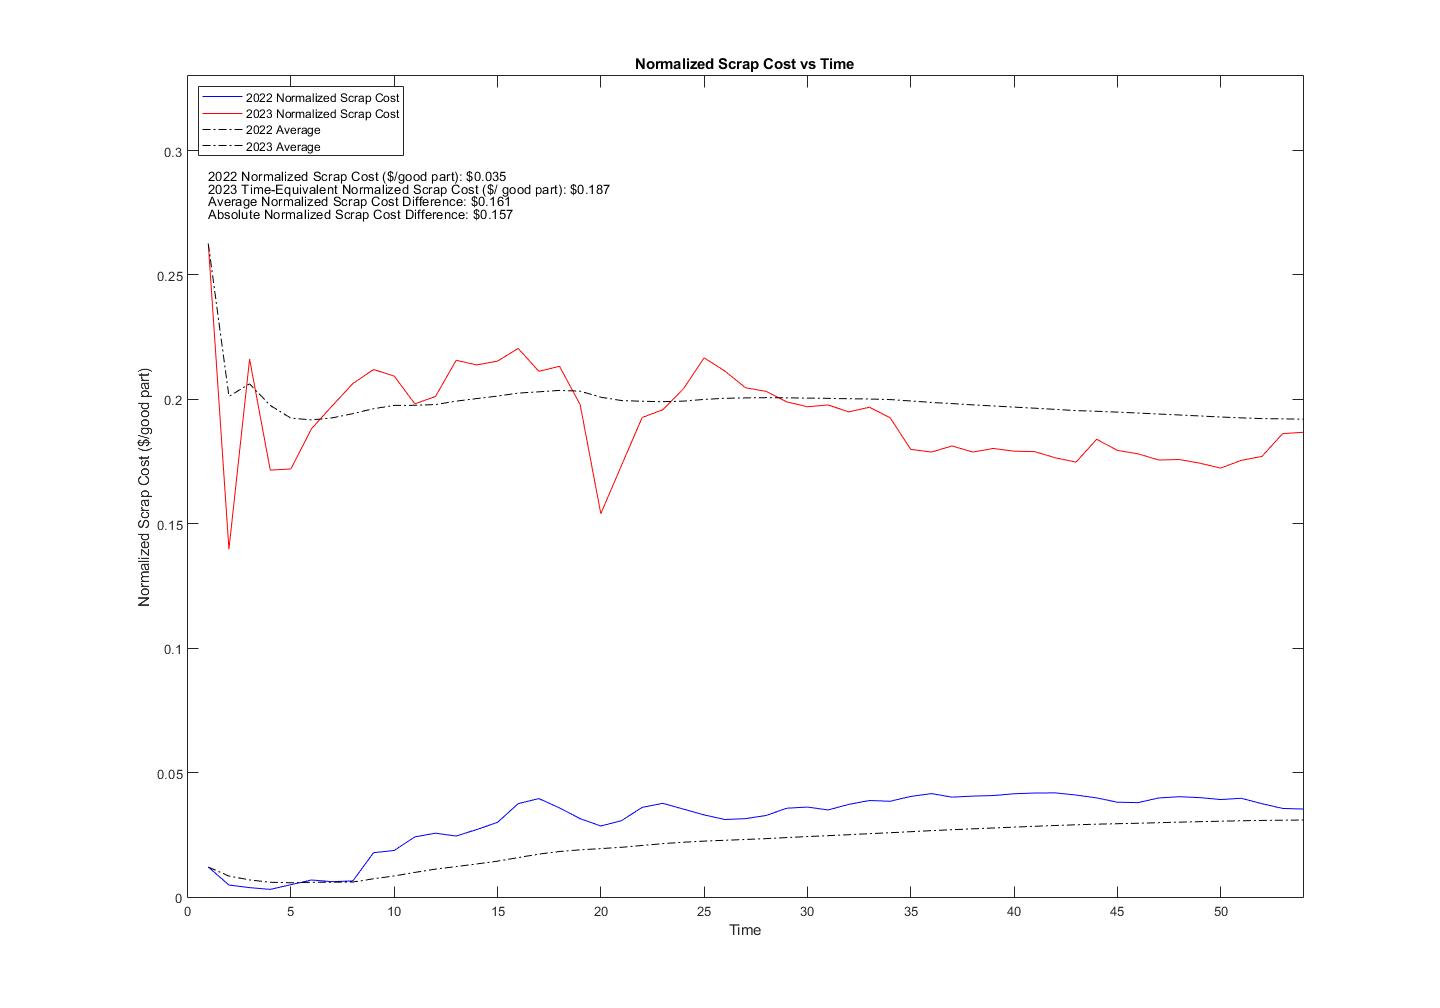 Normalized Scrap Cost vs Time
2022 Normalized Scrap Cost
2023 Normalized Scrap Cost
2022 Average
2023 Average
2022 Normalized Scrap Cost ($/good part): $0.035
2023 Time-Equivalent Normalized Scrap Cost ($/ good part): $0.187
Average Normalized Scrap Cost Difference: $0.161
Absolute Normalized Scrap Cost Difference: $0.157
Normalized Scrap Cost ($/good part)
0.3
0.25
0.2
0.15
0.1
0.05
0
0 5 10 15 20 25 30 35 40 45 50
Time